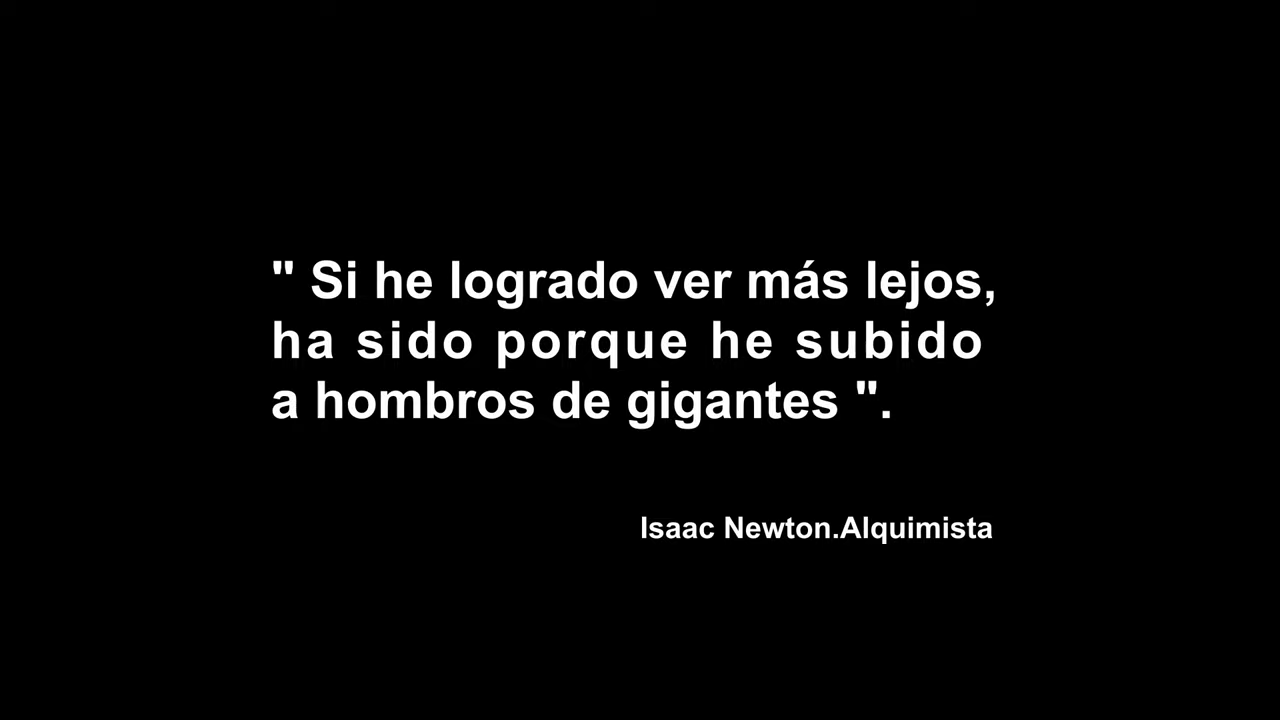 " Si he logrado ver más lejos,
ha sido porque he subido
a hombros de gigantes ".
Isaac Newton.Alquimista